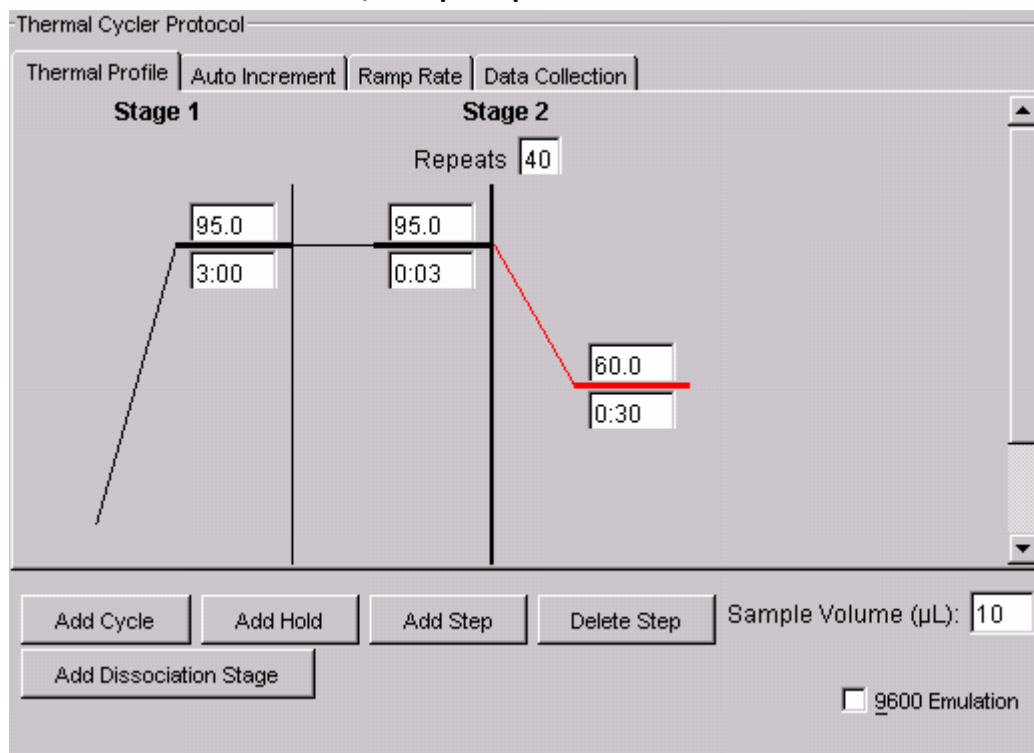 Thermal Cycler Protocol
Thermal Profile Auto Increment Ramp Rate Data Collection
Stage 1 Stage 2
Repeats 40
95.0 95.0
3:00 0:03
60.0
0:30
Add Cycle Add Hold Add Step Delete Step Sample Volume (µL): 10
Add Dissociation Stage
9600 Emulation